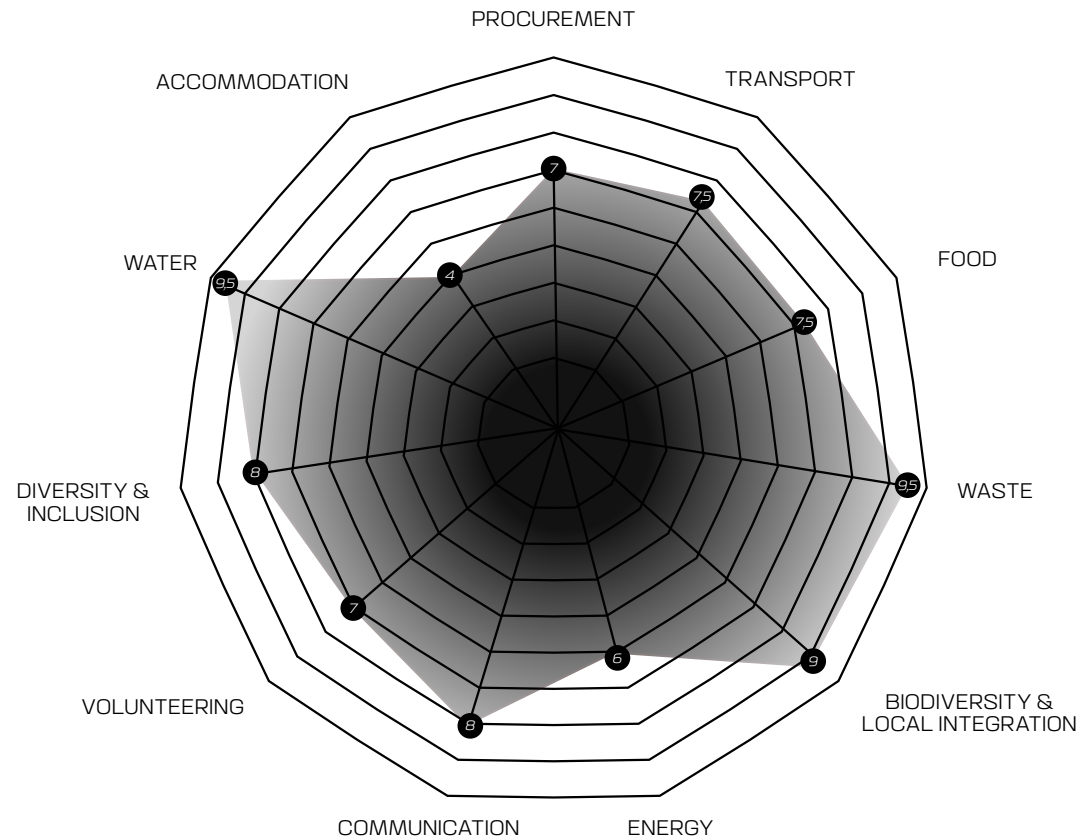 PROCUREMENT
ACCOMMODATION
TRANSPORT
7
7,5
WATER
FOOD
9,5
4
7,5
8
9,5
DIVERSITY &
INCLUSION
WASTE
7
6
9
8
VOLUNTEERING
BIODIVERSITY &
LOCAL INTEGRATION
COMMUNICATION
ENERGY